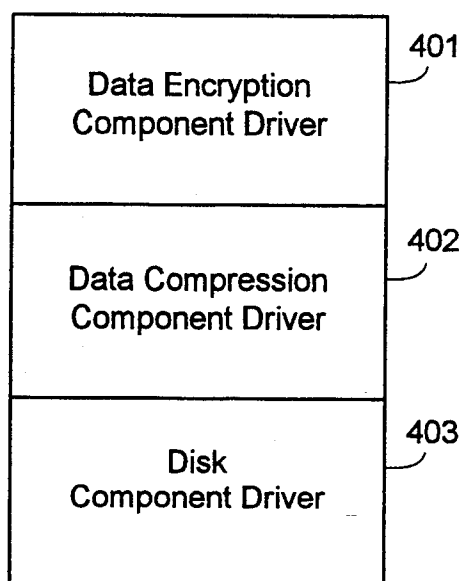 401
Data Encryption
Component Driver
402
Data Compression
Component Driver
403
Disk
Component Driver